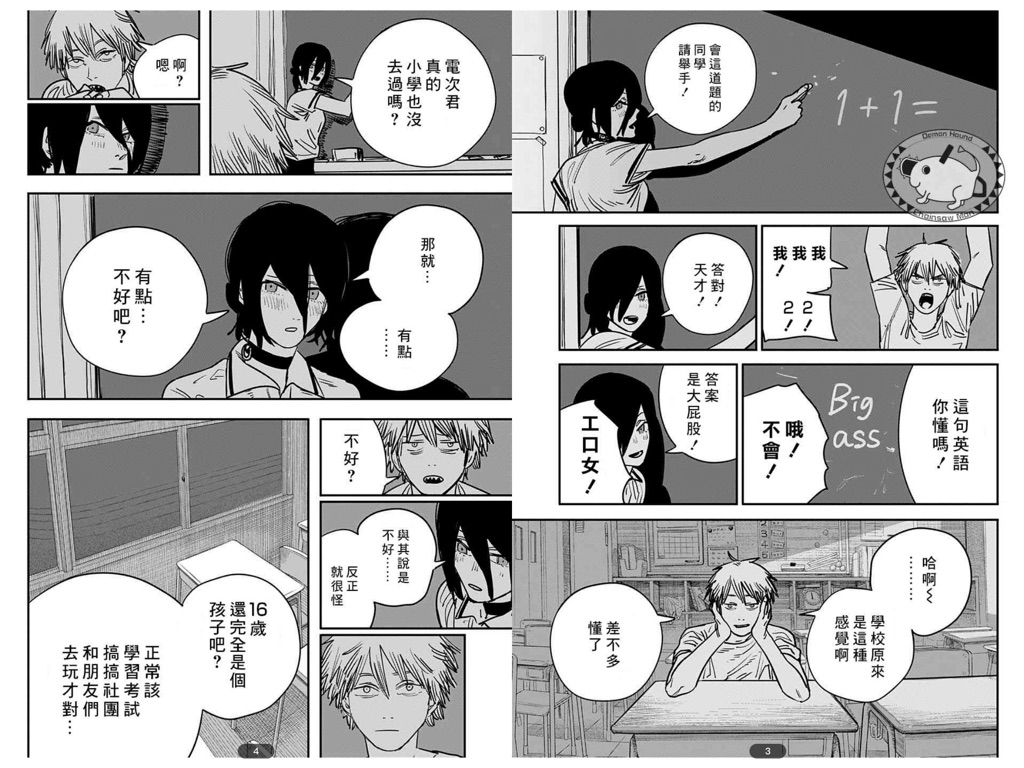 會這道題的
同學
請舉手！
1+1=
Demon Hound
Chainsaw Man
我我我
2！2！
答對！
天才！
這句英語
你懂嗎！
Big
ass
哦！
不會！
答案
是大屁股！
工口女！
哈啊～
………
學校原來
是這種
感覺啊
差不多
懂了
3
電次君
真的
小學也沒
去過嗎？
啊？
嗯
那就…
有點
……
有點…
不好吧？
不好？
與其說是
不好……
反正
就很怪
16歲
還完全是個
孩子吧？
正常該
學習考試
搞搞社團
和朋友們
去玩才對…
4